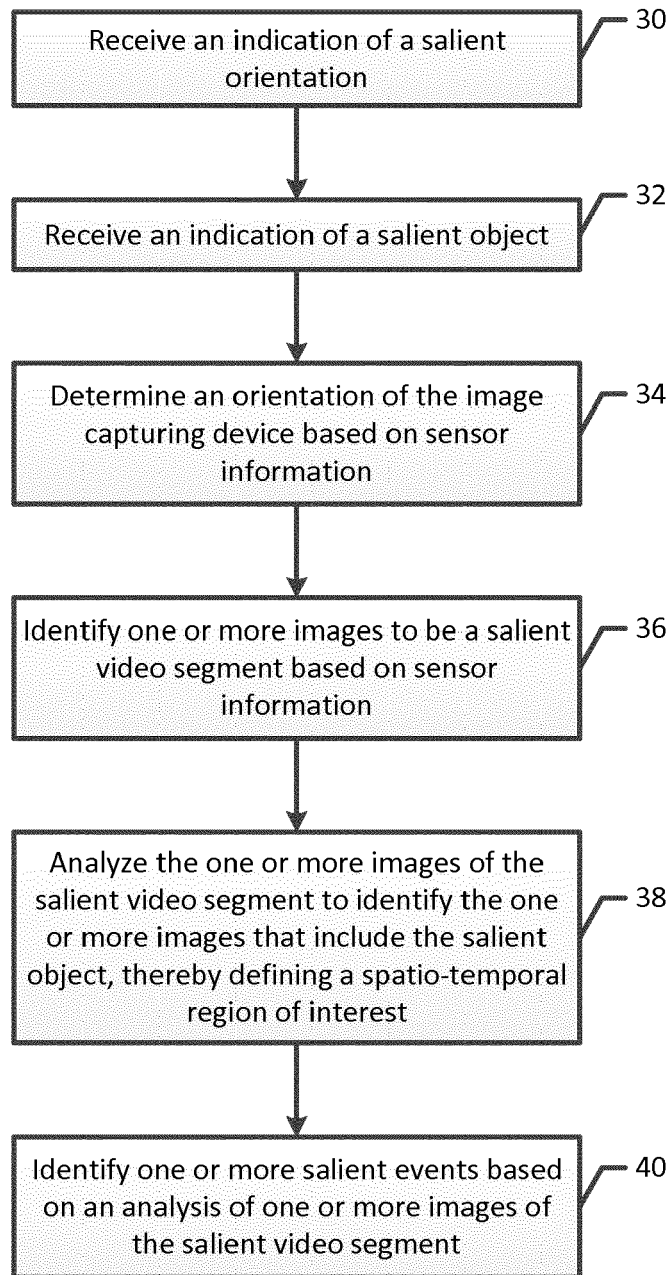 Receive an indication of a salient
orientation
30
Receive an indication of a salient object
32
Determine an orientation of the image
capturing device based on sensor
information
34
Identify one or more images to be a salient
video segment based on sensor
information
36
Analyze the one or more images of the
salient video segment to identify the one
or more images that include the salient
object, thereby defining a spatio-temporal
region of interest
38
Identify one or more salient events based
on an analysis of one or more images of
the salient video segment
40